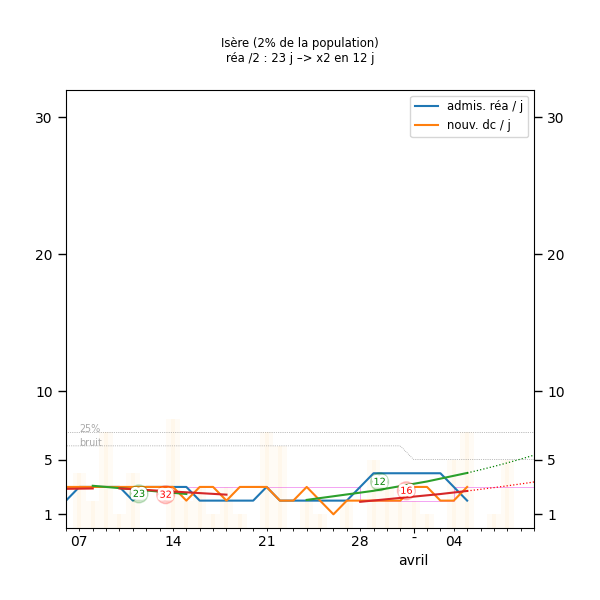 Isère (2% de la population)
réa /2 : 23 j –> x2 en 12 j
admis. réa / j
nouv. dc / j
30 30
20 20
10 10
25%
bruit
5 5
12
16
23
32
1 1
07 14 21 28 - 04
avril